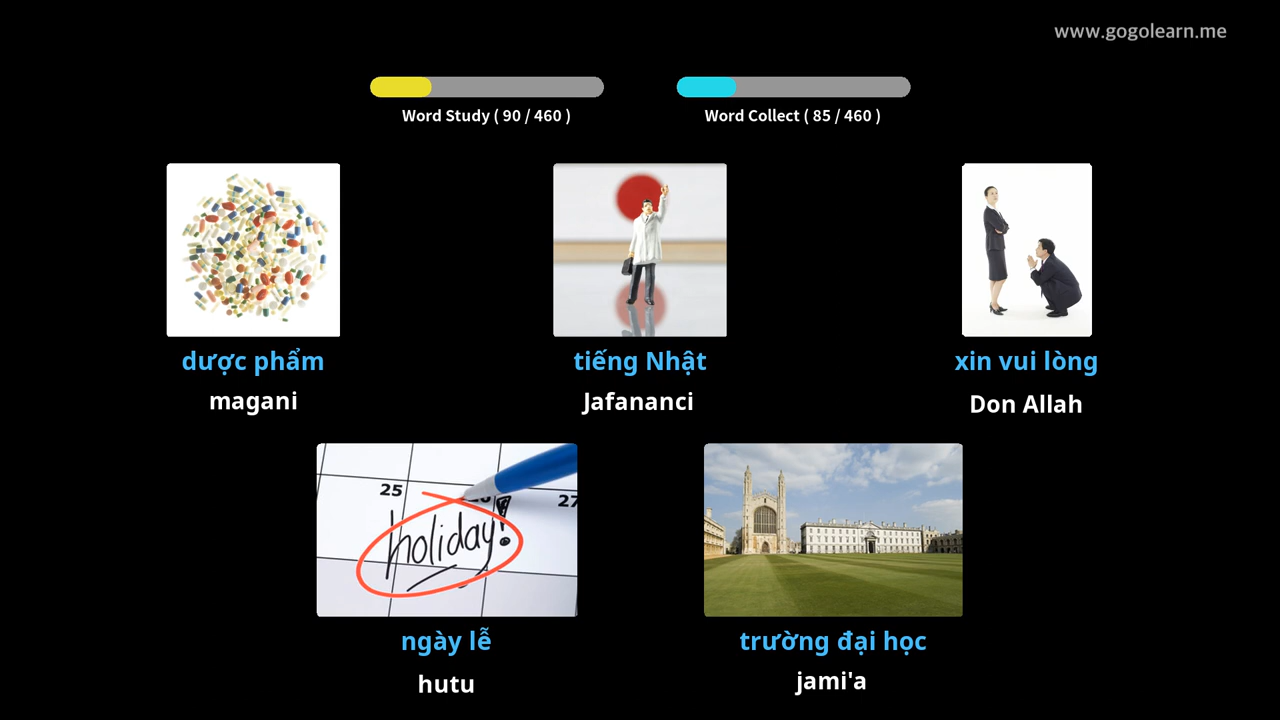 www.gogolearn.me
Word Study ( 90 / 460 )
Word Collect ( 85 / 460 )
dược phẩm
magani
tiếng Nhật
Jafananci
xin vui lòng
Don Allah
25
27
holiday!
ngày lễ
hutu
trường đại học
jami'a